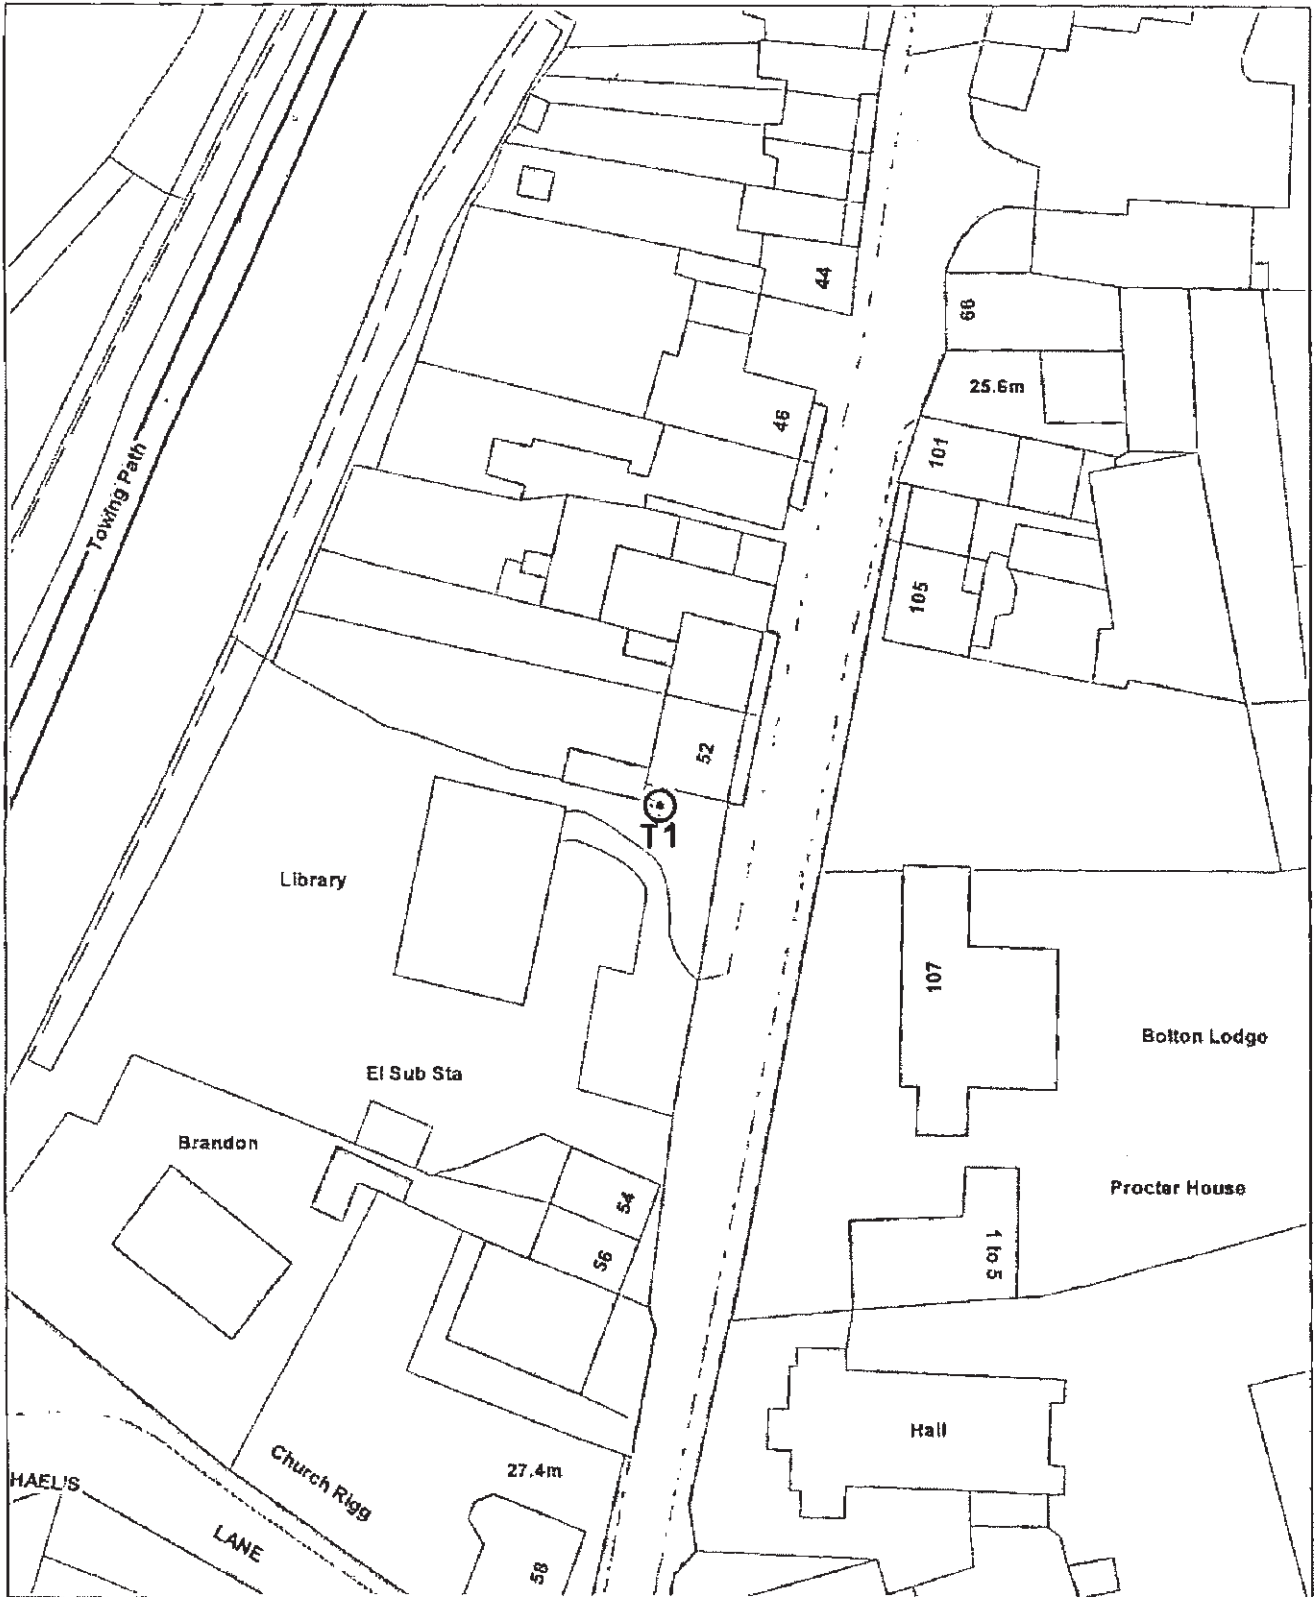 44
66
25.6m
46
101
Towing Path
105
52
T1
Library
107
Bolton Lodge
El Sub Sta
Brandon
Procter House
54
56
1 to 5
Hall
Church Rigg
27.4m
HAEL'S
LANE
58